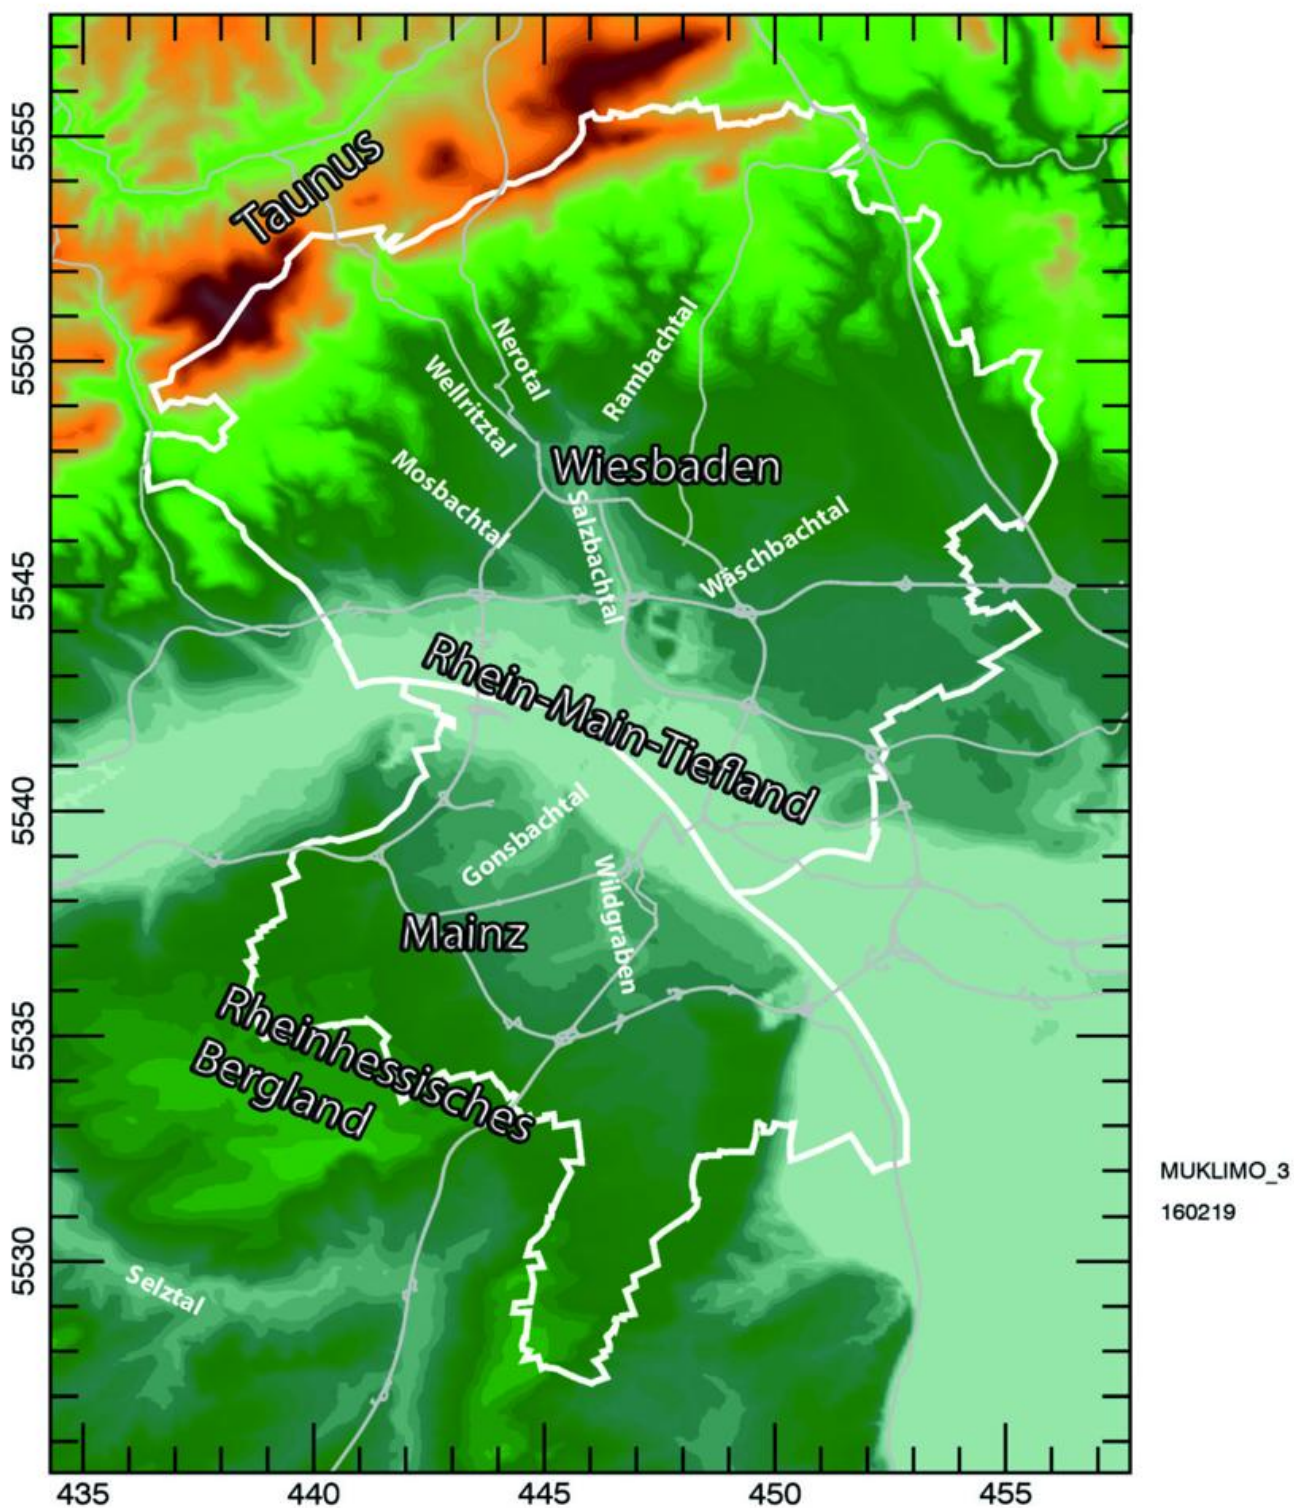 5555
5550
5545
5540
5535
5530
Taunus
Nerotal
Rambachtal
Wellritztal
Wiesbaden
Mosbachtal
Salzbachtal
Wäschbachtal
Rhein-Main-Tiefland
Gonsbachtal
Wildgraben
Mainz
Rheinhessisches
Bergland
Selztal
MUKLIMO_3
160219
435 440 445 450 455